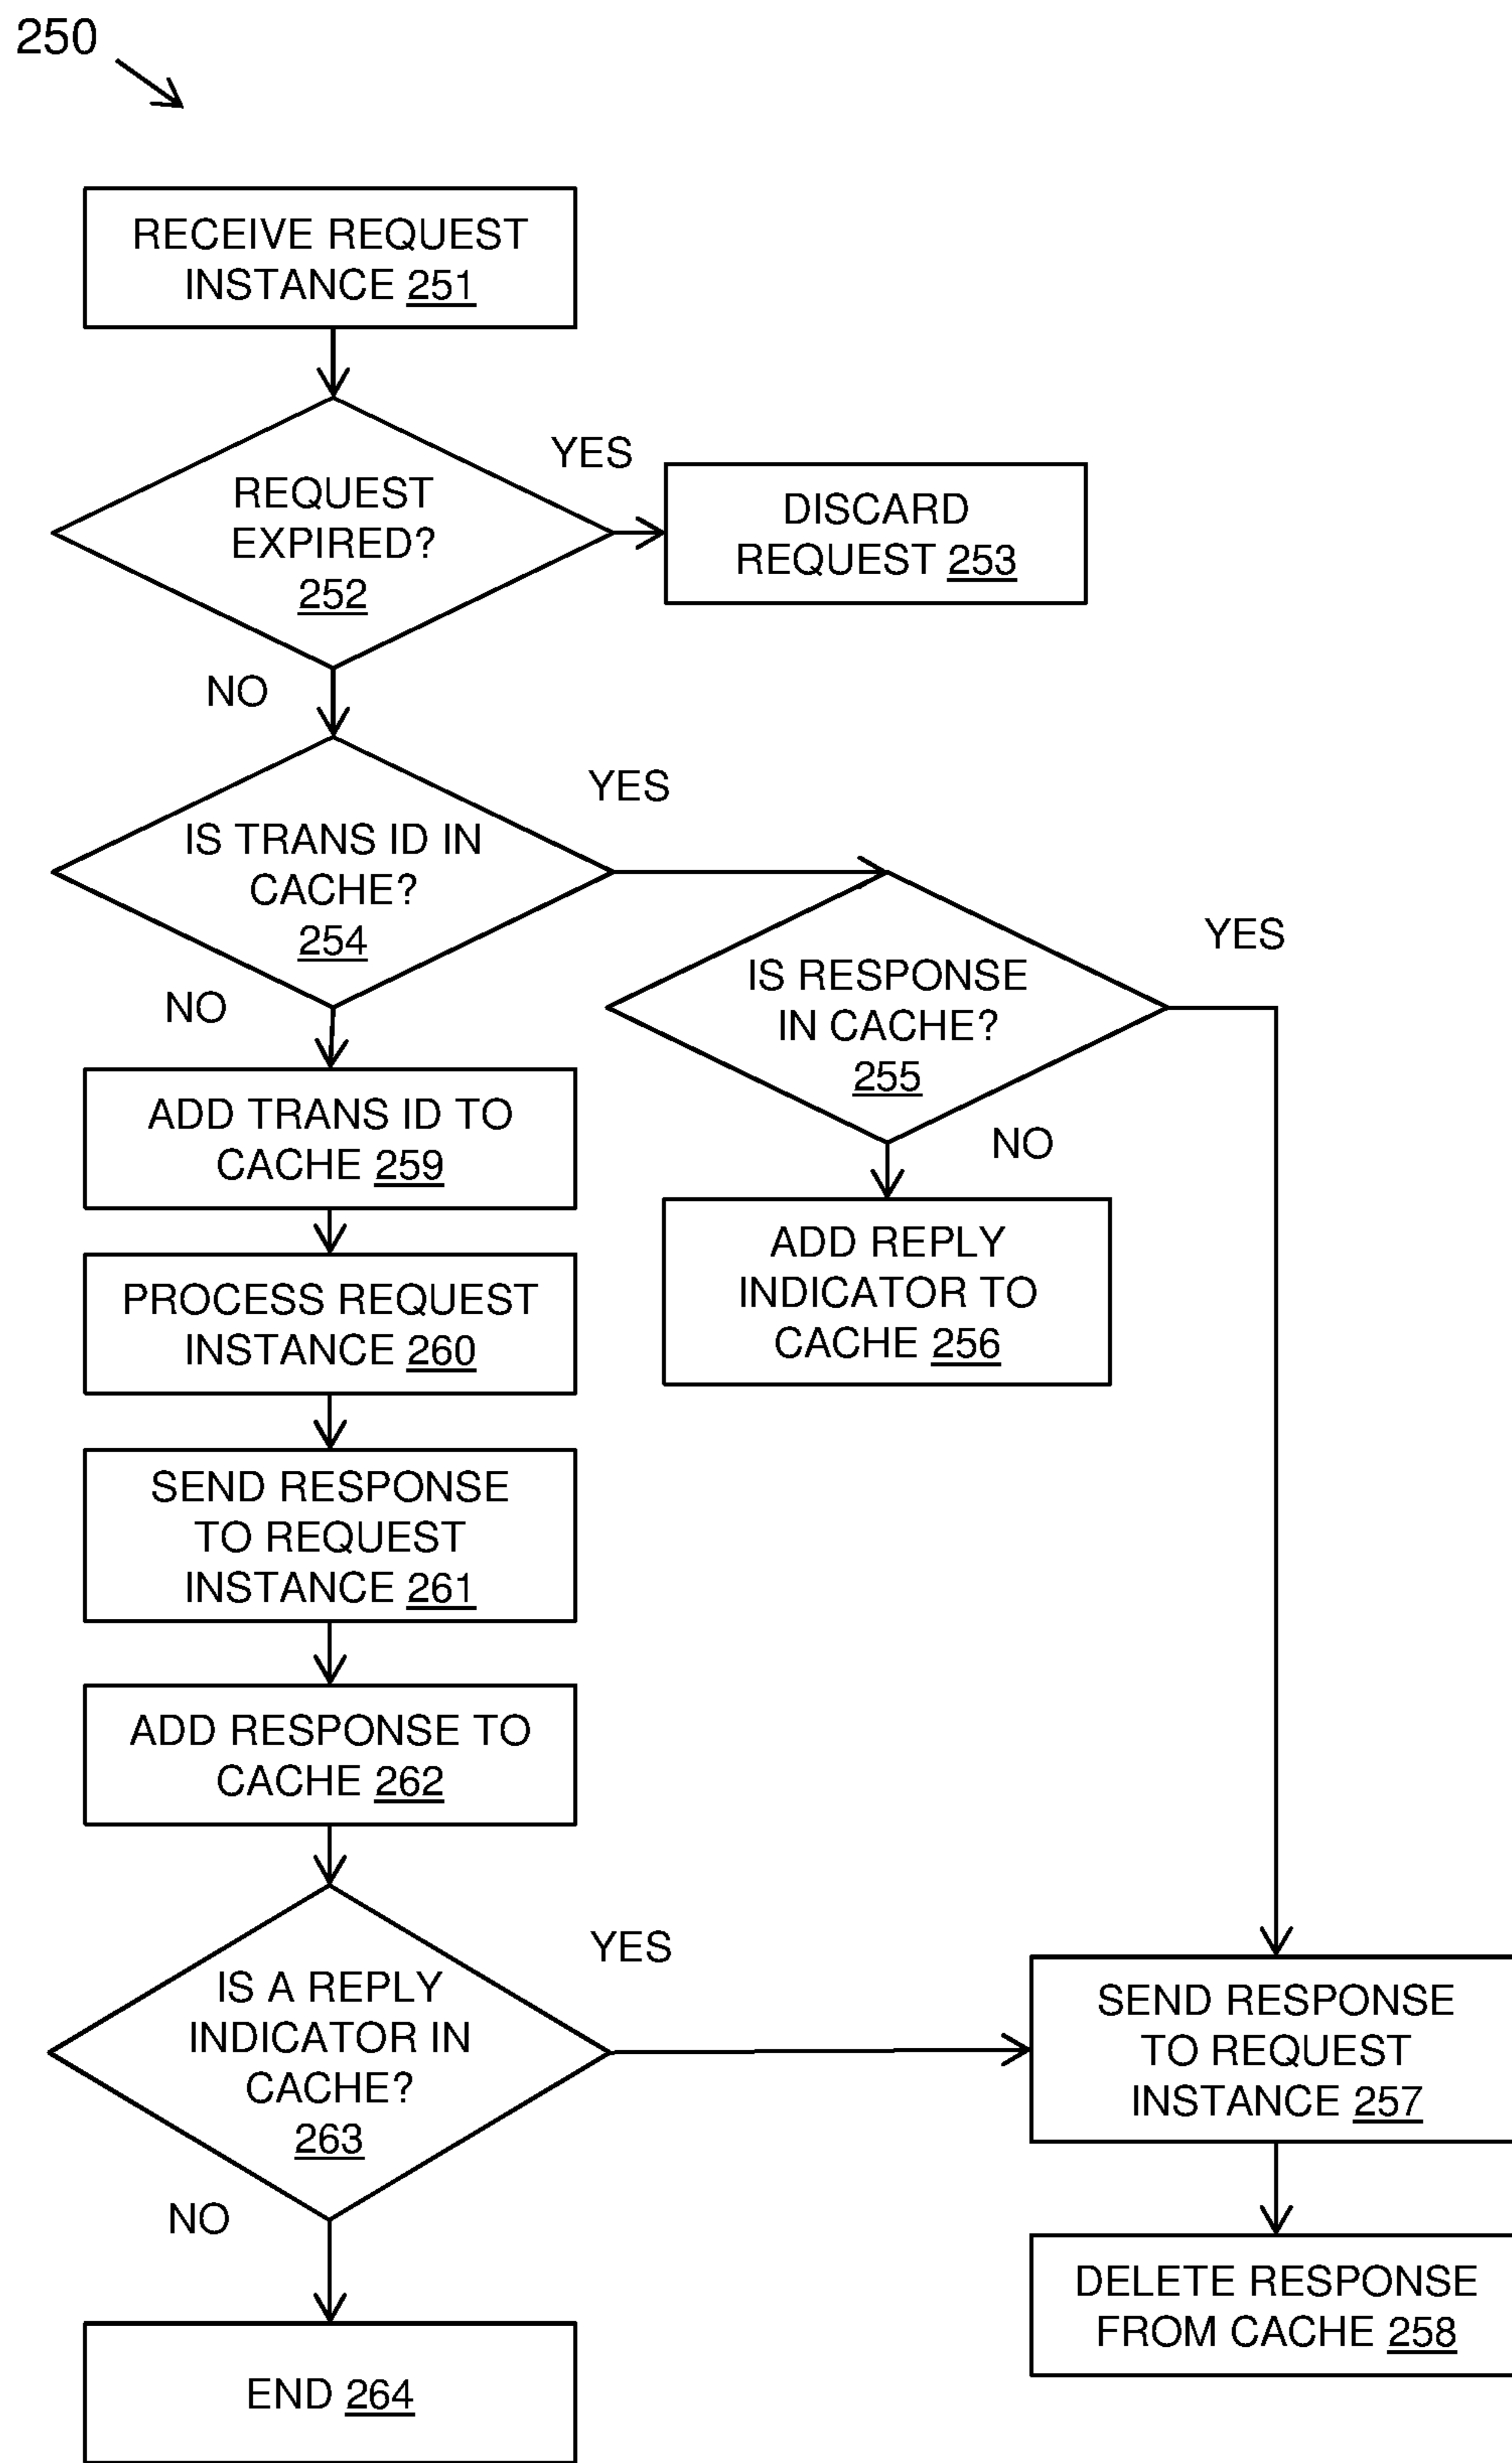 250
RECEIVE REQUEST
INSTANCE 251
REQUEST
EXPIRED?
252
YES
DISCARD
REQUEST 253
NO
IS TRANS ID IN
CACHE?
254
YES
IS RESPONSE
IN CACHE?
255
YES
NO
ADD REPLY
INDICATOR TO
CACHE 256
NO
ADD TRANS ID TO
CACHE 259
PROCESS REQUEST
INSTANCE 260
SEND RESPONSE
TO REQUEST
INSTANCE 261
ADD RESPONSE TO
CACHE 262
IS A REPLY
INDICATOR IN
CACHE?
263
YES
SEND RESPONSE
TO REQUEST
INSTANCE 257
DELETE RESPONSE
FROM CACHE 258
NO
END 264